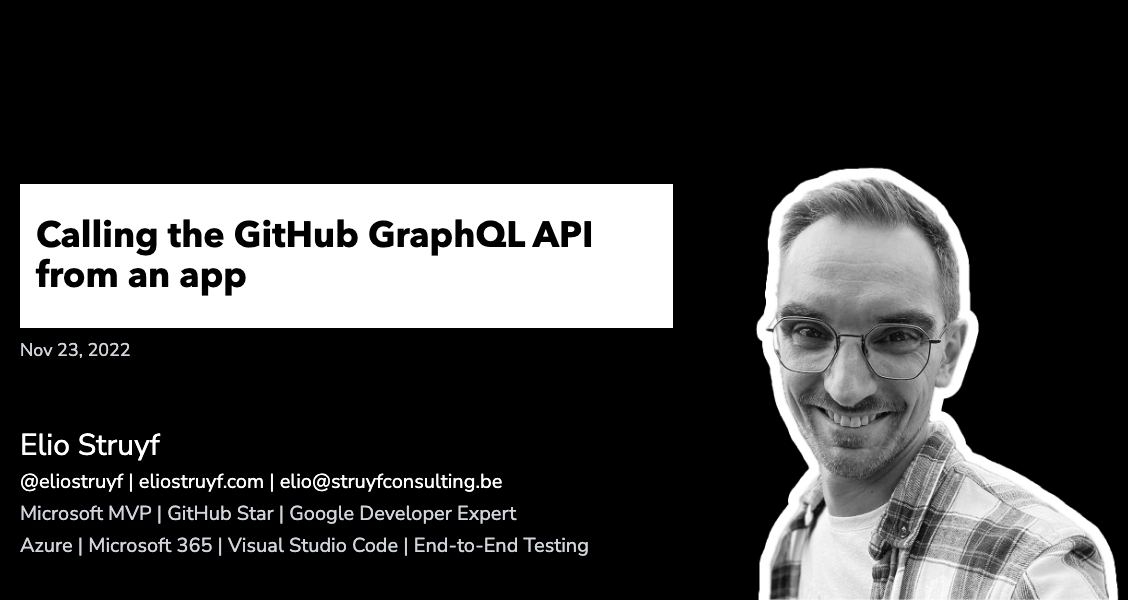 Calling the GitHub GraphQL API
from an app
Nov 23, 2022
Elio Struyf
@eliostruyf | eliostruyf.com | elio@struyfconsulting.be
Microsoft MVP | GitHub Star | Google Developer Expert
Azure | Microsoft 365 | Visual Studio Code | End-to-End Testing